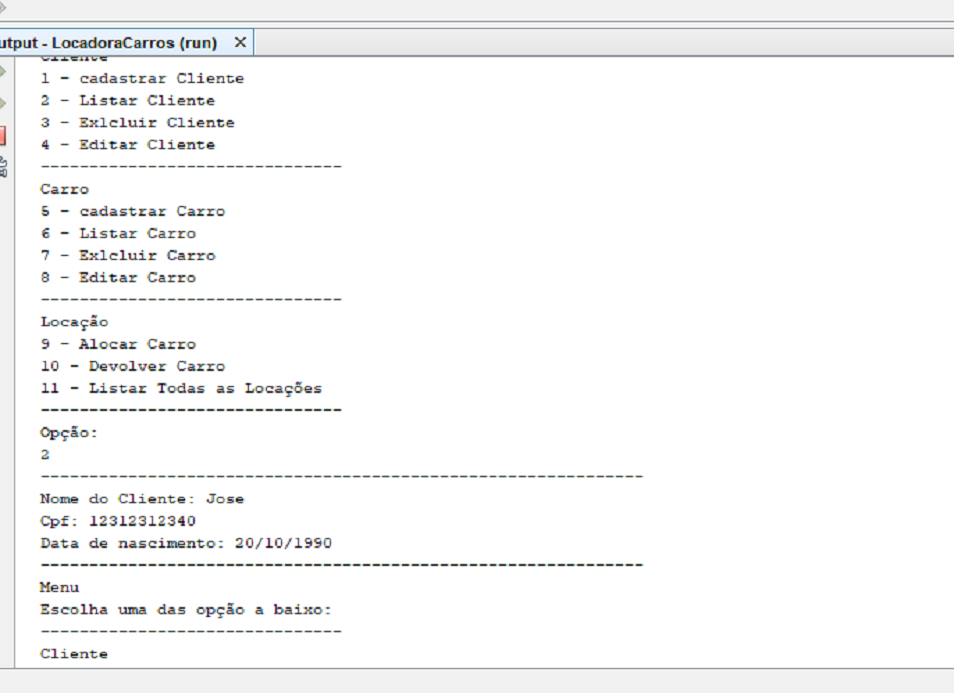 utput - LocadoraCarros (run) ×
Cliente
1 - cadastrar Cliente
2 - Listar Cliente
3 - Exlcluir Cliente
4 - Editar Cliente
-------------------------------
Carro
5 - cadastrar Carro
6 - Listar Carro
7 - Exlcluir Carro
8 - Editar Carro
-------------------------------
Locação
9 - Alocar Carro
10 - Devolver Carro
11 - Listar Todas as Locações
-------------------------------
Opção:
2
--------------------------------------------------------------
Nome do Cliente: Jose
Cpf: 12312312340
Data de nascimento: 20/10/1990
--------------------------------------------------------------
Menu
Escolha uma das opção a baixo:
-------------------------------
Cliente